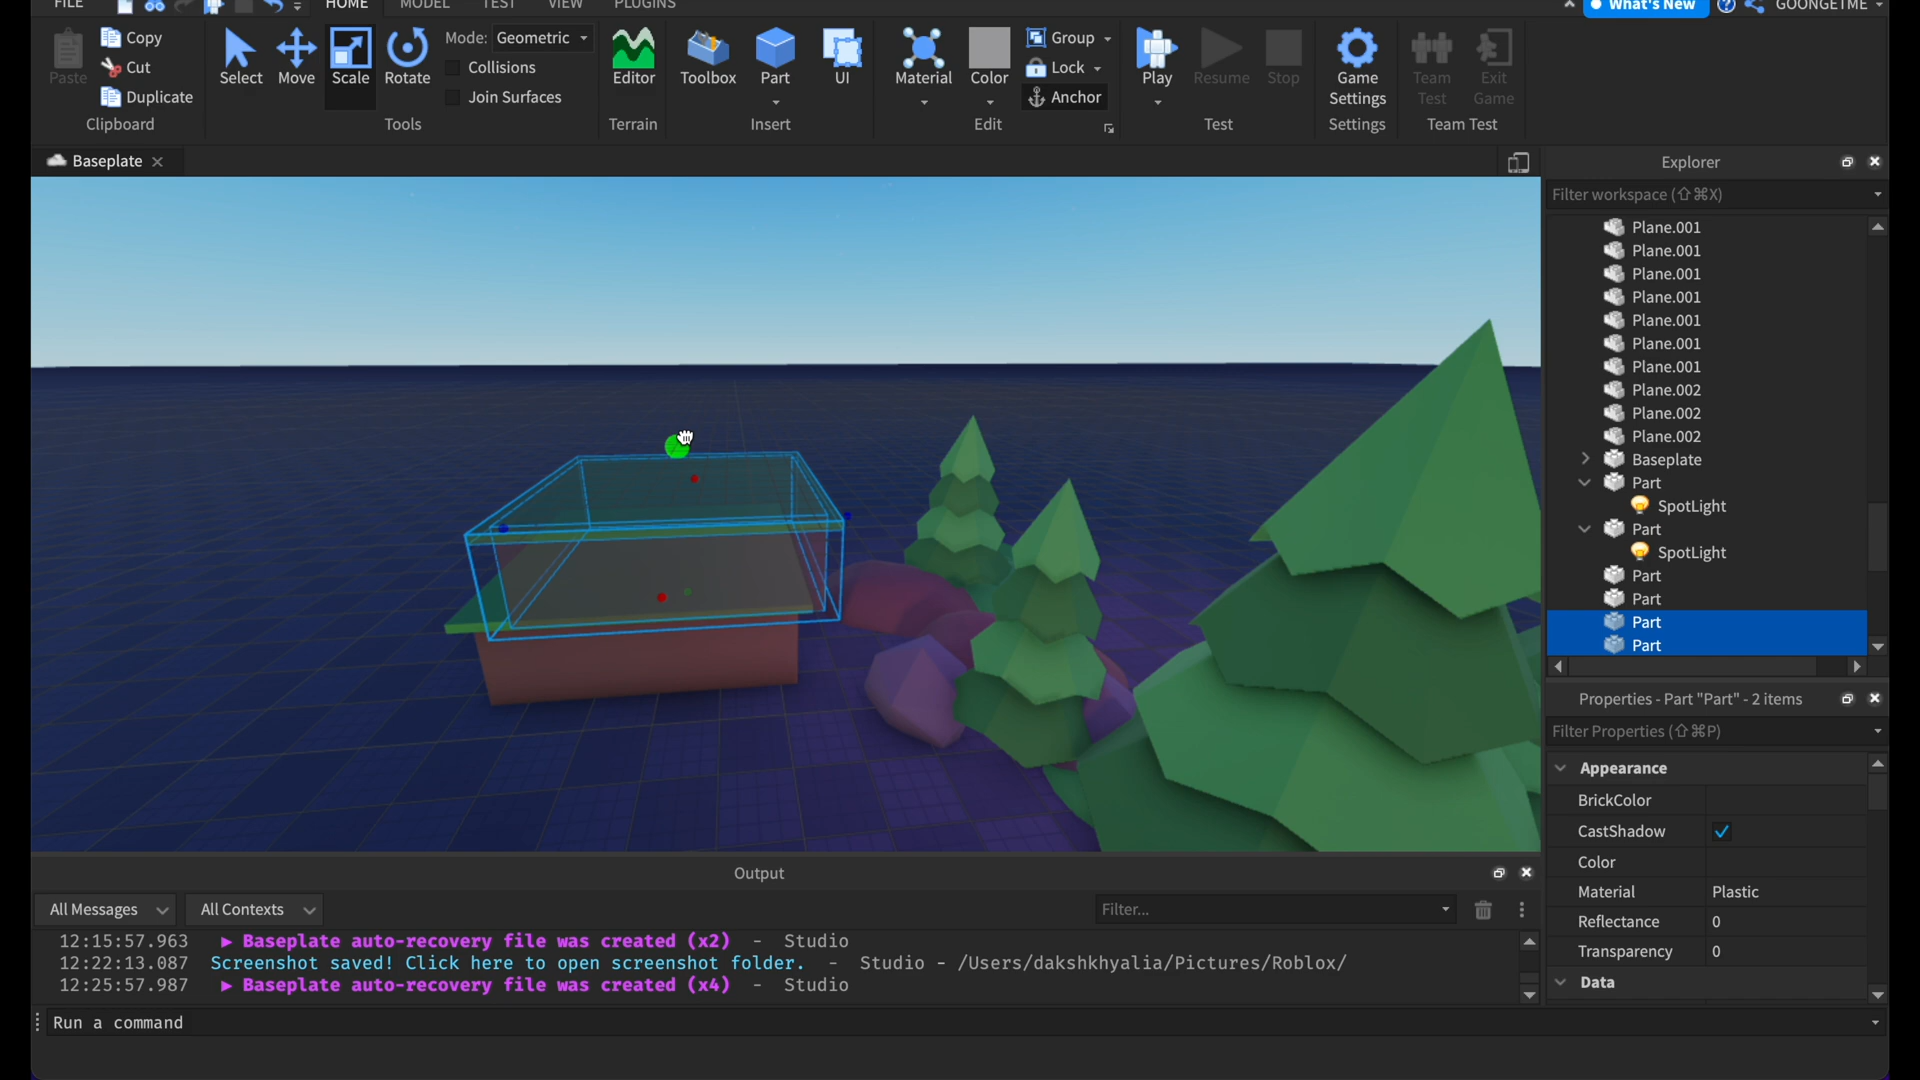 FILE
HOME
MODEL
TEST
VIEW
PLUGINS
What's New
GOONGETME
Paste
Copy
Cut
Duplicate
Clipboard
Select
Move
Scale
Rotate
Mode: Geometric
Collisions
Join Surfaces
Tools
Editor
Terrain
Toolbox
Part
UI
Insert
Material
Color
Group
Lock
Anchor
Edit
Play
Resume
Stop
Test
Game
Settings
Settings
Team
Test
Exit
Game
Team Test
Baseplate
Explorer
Filter workspace (⇧⌘X)
Plane.001
Plane.001
Plane.001
Plane.001
Plane.001
Plane.001
Plane.001
Plane.002
Plane.002
Plane.002
Baseplate
Part
SpotLight
Part
SpotLight
Part
Part
Part
Part
Properties - Part "Part" - 2 items
Filter Properties (⇧⌘P)
Appearance
BrickColor
CastShadow
Color
Material Plastic
Reflectance 0
Transparency 0
Data
Output
All Messages
All Contexts
Filter...
12:15:57.963 ▶ Baseplate auto-recovery file was created (x2) - Studio
12:22:13.087 Screenshot saved! Click here to open screenshot folder. - Studio - /Users/dakshkhyalia/Pictures/Roblox/
12:25:57.987 ▶ Baseplate auto-recovery file was created (x4) - Studio
Run a command